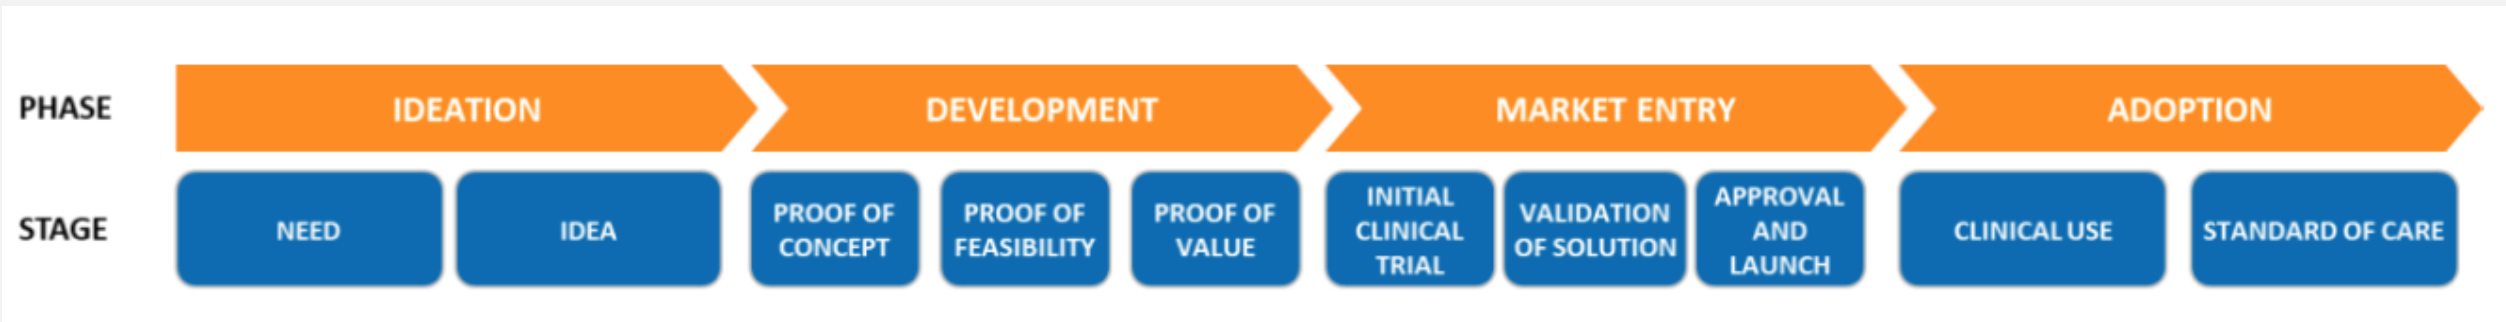 PHASE
IDEATION
DEVELOPMENT
MARKET ENTRY
ADOPTION
STAGE
NEED
IDEA
PROOF OF
CONCEPT
PROOF OF
FEASIBILITY
PROOF OF
VALUE
INITIAL
CLINICAL
TRIAL
VALIDATION
OF SOLUTION
APPROVAL
AND
LAUNCH
CLINICAL USE
STANDARD OF CARE